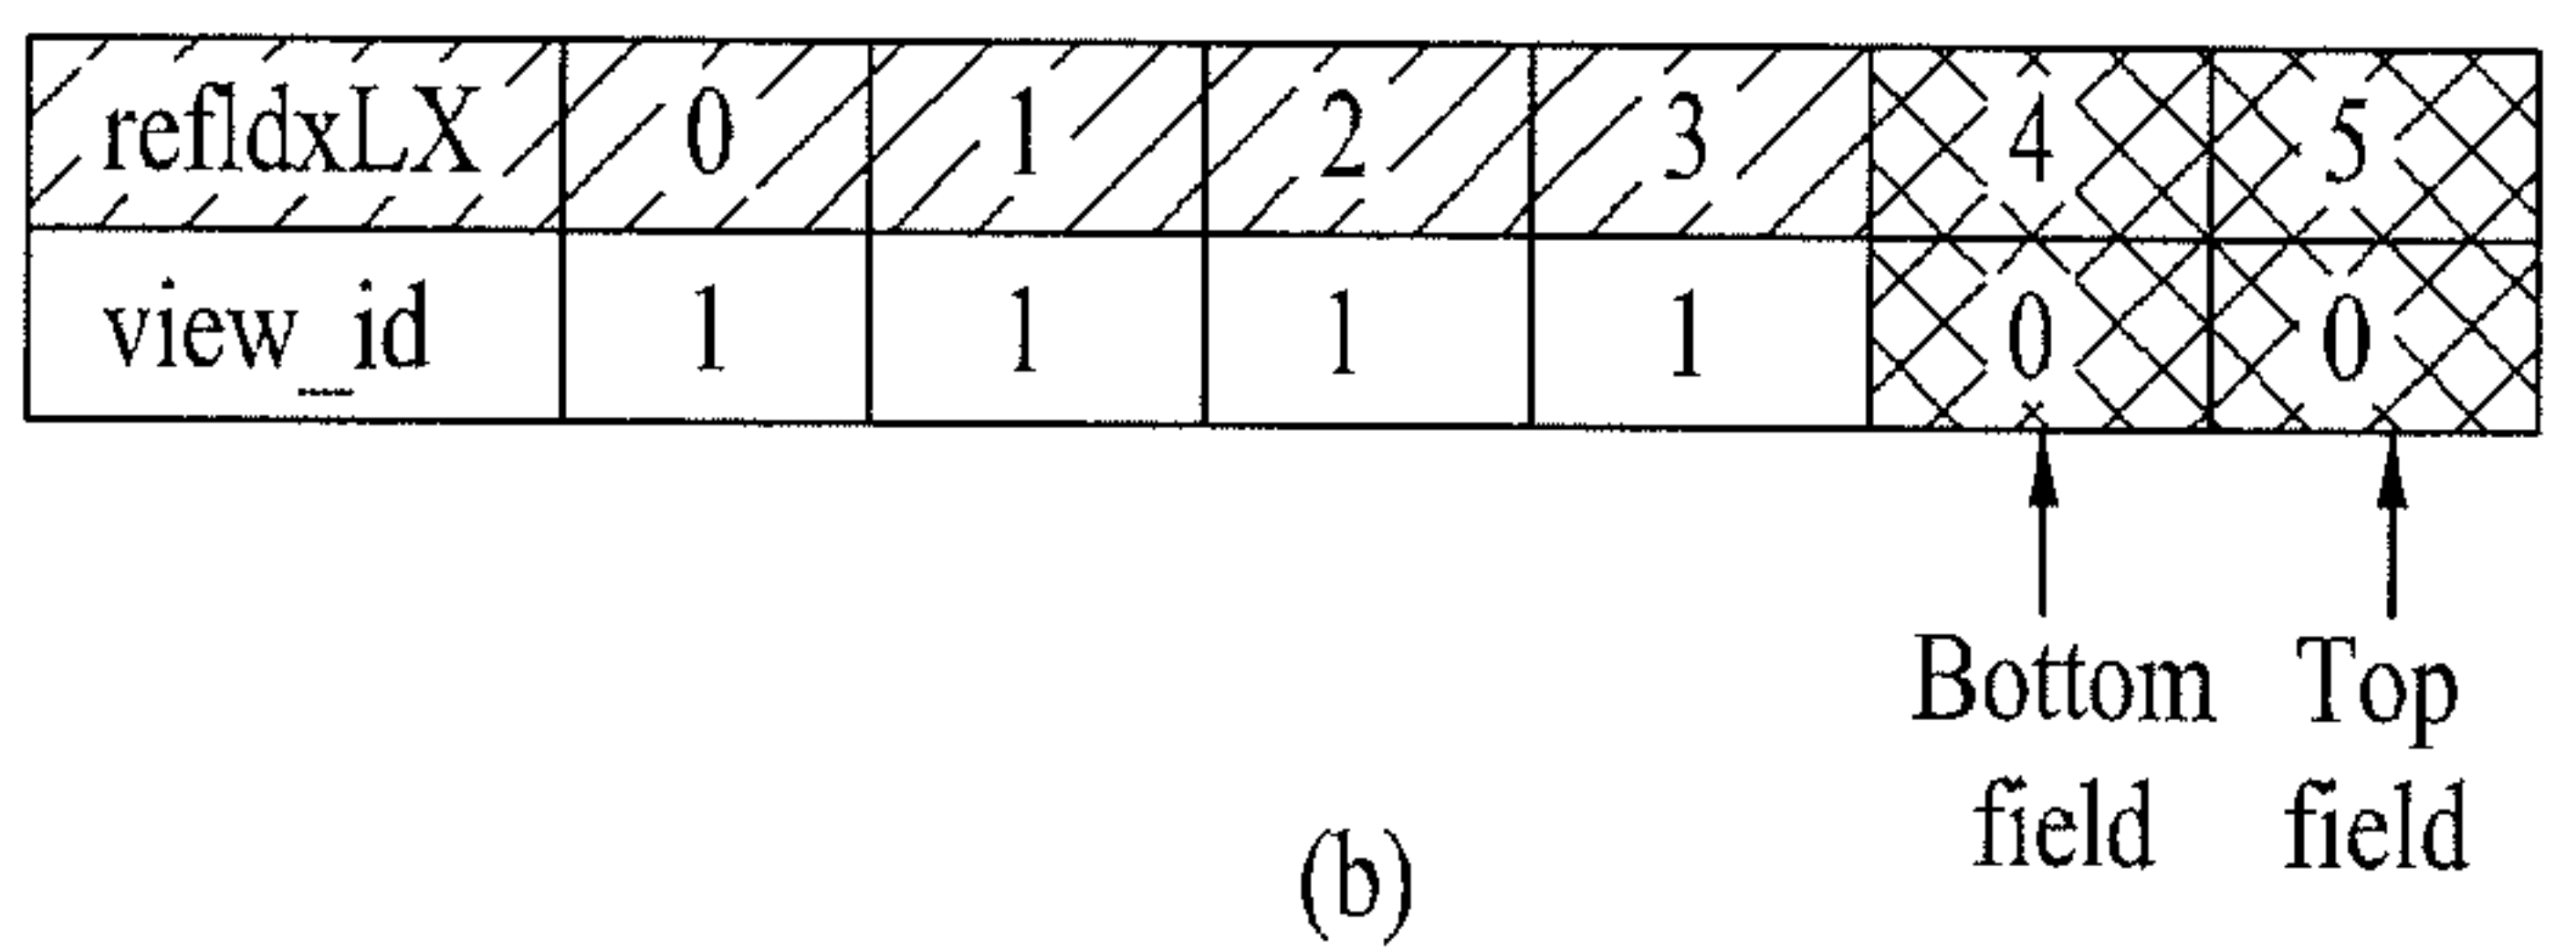 refIdxLX 0 1 2 3 4 5
view_id 1 1 1 1 0 0
Bottom Top
field field
(b)